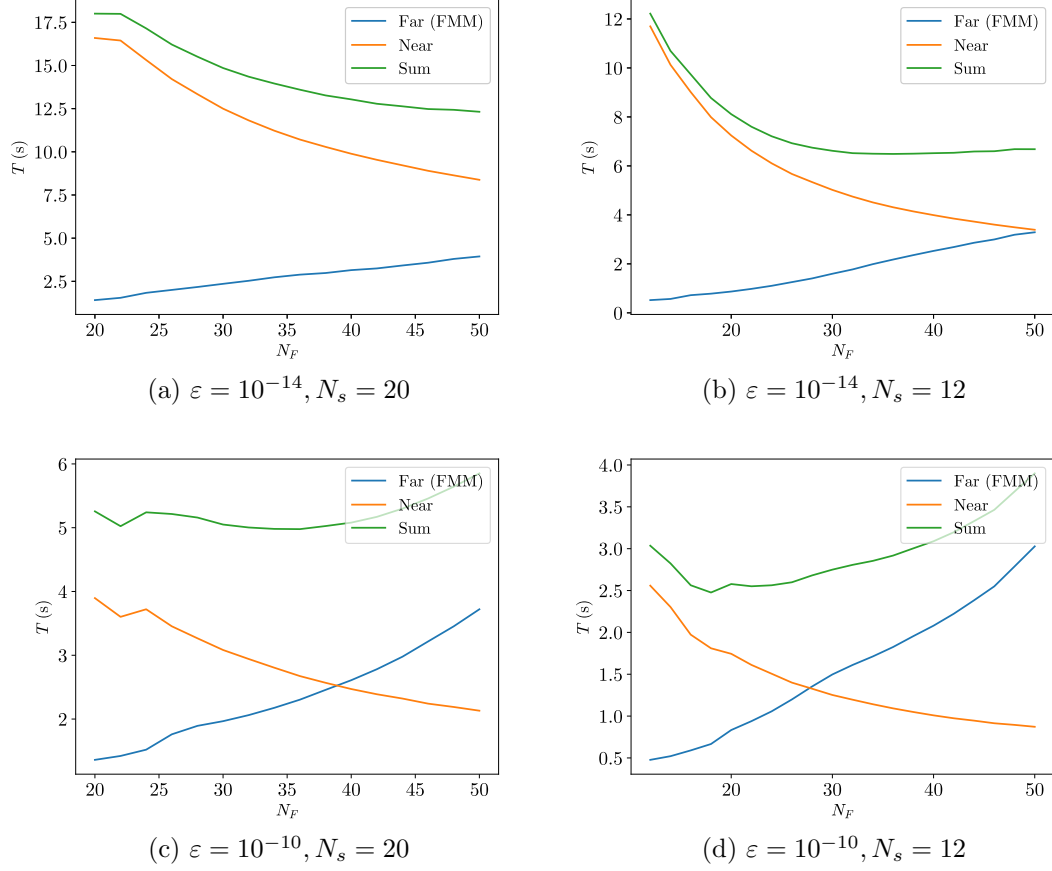 17.5
15.0
12.5
10.0
7.5
5.0
2.5
T (s)
Far (FMM)
Near
Sum
20 25 30 35 40 45 50
N_F
(a) ε = 10⁻¹⁴, N_s = 20
12
10
8
6
4
2
0
T (s)
Far (FMM)
Near
Sum
20 30 40 50
N_F
(b) ε = 10⁻¹⁴, N_s = 12
6
5
4
3
2
T (s)
Far (FMM)
Near
Sum
20 25 30 35 40 45 50
N_F
(c) ε = 10⁻¹⁰, N_s = 20
4.0
3.5
3.0
2.5
2.0
1.5
1.0
0.5
T (s)
Far (FMM)
Near
Sum
20 30 40 50
N_F
(d) ε = 10⁻¹⁰, N_s = 12